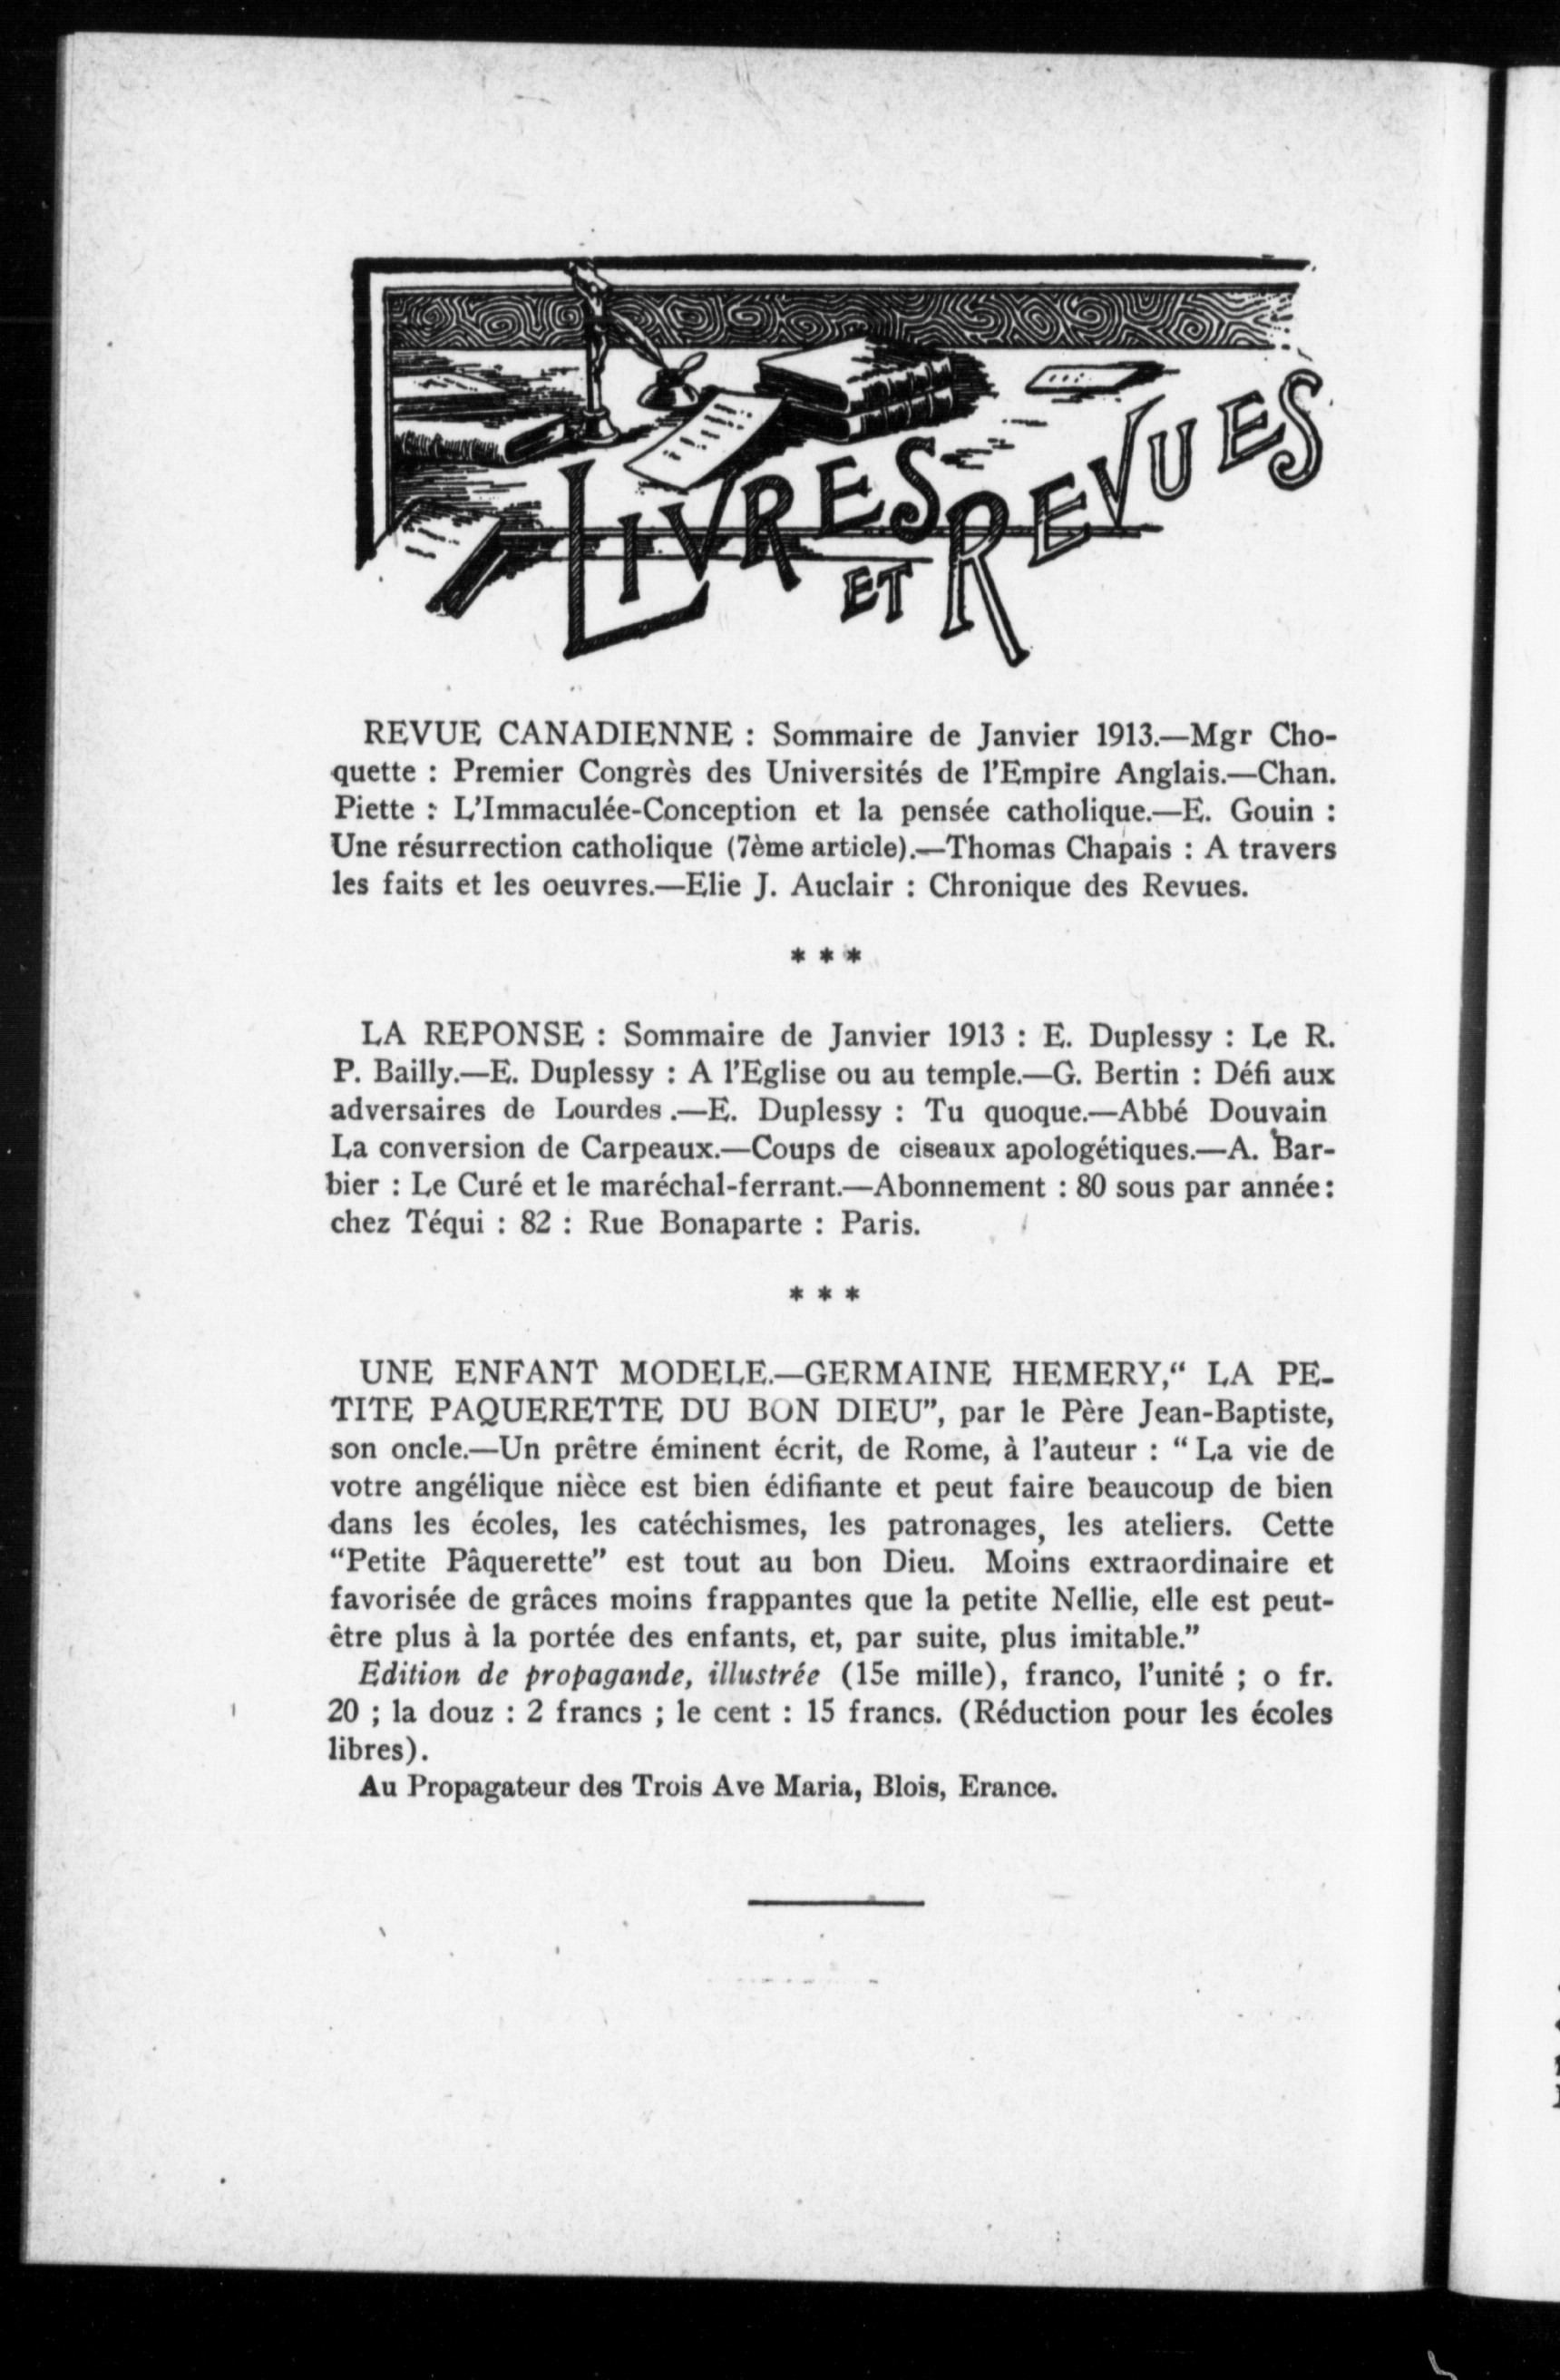 LIVRES
ET REVUES
REVUE CANADIENNE : Sommaire de Janvier 1913.—Mgr Cho-
quette : Premier Congrès des Universités de l'Empire Anglais.—Chan.
Piette : L'Immaculée-Conception et la pensée catholique.—E. Gouin :
Une résurrection catholique (7ème article).—Thomas Chapais : A travers
les faits et les oeuvres.—Elie J. Auclair : Chronique des Revues.
* * *
LA REPONSE : Sommaire de Janvier 1913 : E. Duplessy : Le R.
P. Bailly.—E. Duplessy : A l'Eglise ou au temple.—G. Bertin : Défi aux
adversaires de Lourdes .—E. Duplessy : Tu quoque.—Abbé Douvain
La conversion de Carpeaux.—Coups de ciseaux apologétiques.—A. Bar-
bier : Le Curé et le maréchal-ferrant.—Abonnement : 80 sous par année:
chez Téqui : 82 : Rue Bonaparte : Paris.
* * *
UNE ENFANT MODELE.—GERMAINE HEMERY,“ LA PE-
TITE PAQUERETTE DU BON DIEU”, par le Père Jean-Baptiste,
son oncle.—Un prêtre éminent écrit, de Rome, à l'auteur : “ La vie de
votre angélique nièce est bien édifiante et peut faire beaucoup de bien
dans les écoles, les catéchismes, les patronages, les ateliers. Cette
“Petite Pâquerette” est tout au bon Dieu. Moins extraordinaire et
favorisée de grâces moins frappantes que la petite Nellie, elle est peut-
être plus à la portée des enfants, et, par suite, plus imitable.”
Edition de propagande, illustrée (15e mille), franco, l'unité ; o fr.
20 ; la douz : 2 francs ; le cent : 15 francs. (Réduction pour les écoles
libres).
Au Propagateur des Trois Ave Maria, Blois, Erance.